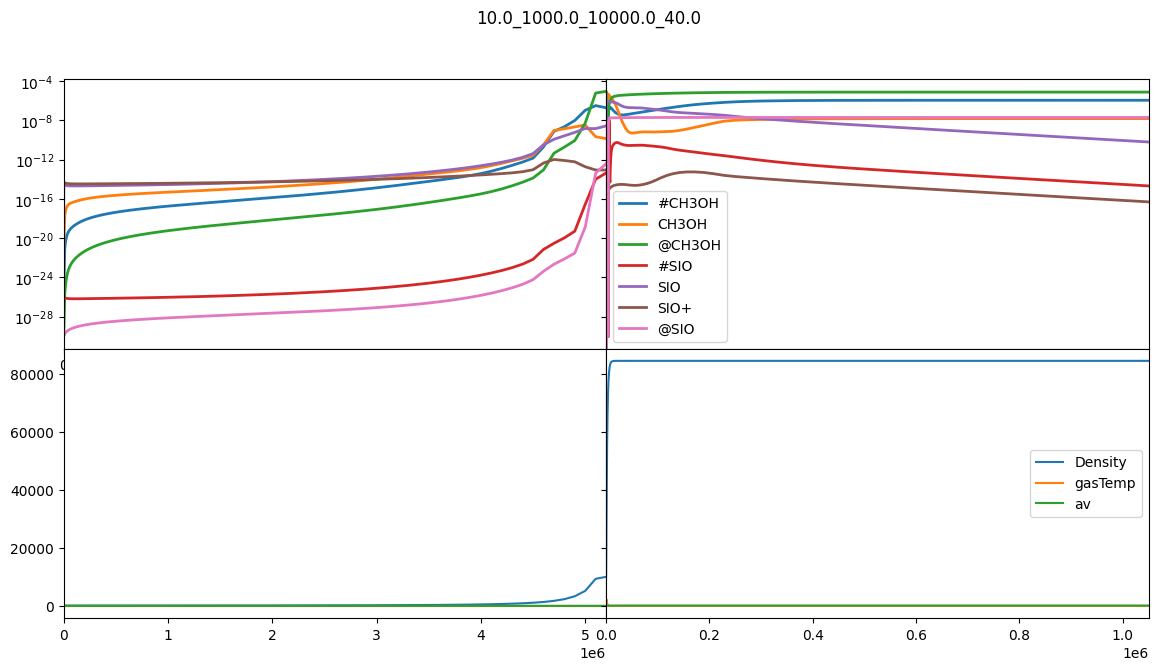 10.0_1000.0_10000.0_40.0
10⁻⁴
10⁻⁸
10⁻¹²
10⁻¹⁶
10⁻²⁰
10⁻²⁴
10⁻²⁸
#CH3OH
CH3OH
@CH3OH
#SIO
SIO
SIO+
@SIO
80000
60000
40000
20000
0
Density
gasTemp
av
0 1 2 3 4 5 0.0 0.2 0.4 0.6 0.8 1.0
1e6 1e6